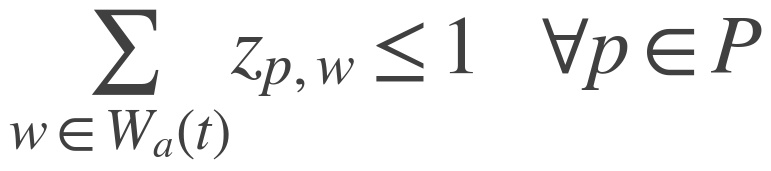 ∑_{w ∈ W_a(t)} z_{p,w} ≤ 1 ∀p ∈ P